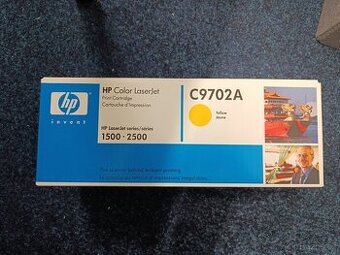 hp
invent
HP Color LaserJet
Print Cartridge
Cartouche d'impression
HP LaserJet series/séries
1500 · 2500
C9702A
Yellow
Jaune